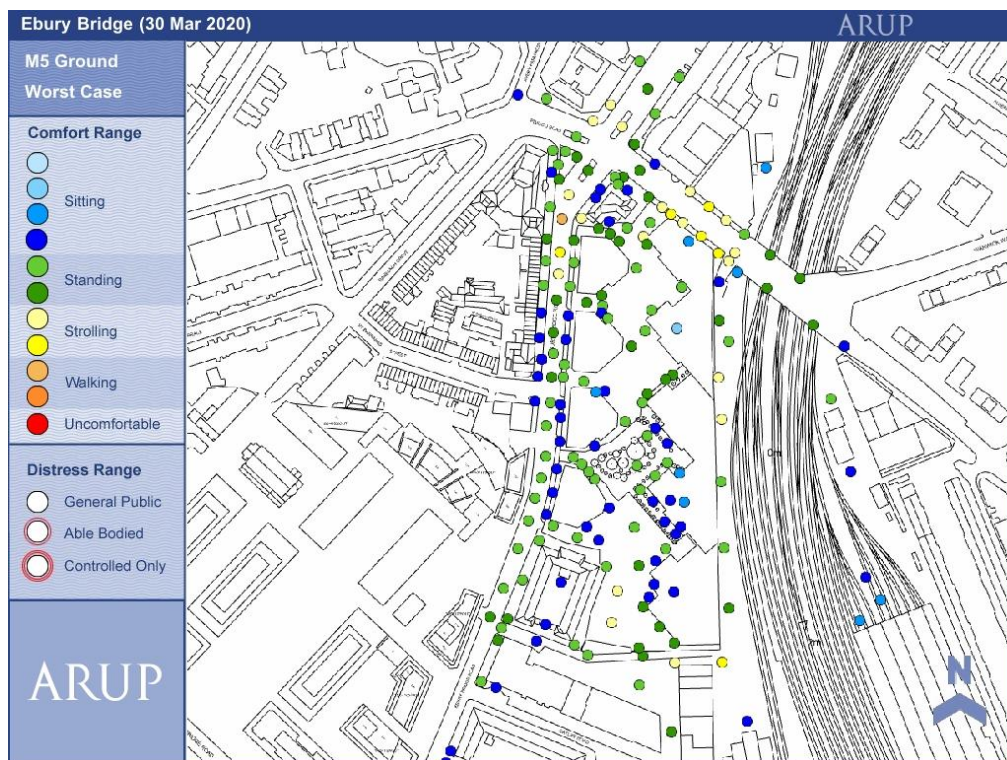 Ebury Bridge (30 Mar 2020)
ARUP
M5 Ground
Worst Case
Comfort Range
Sitting
Standing
Strolling
Walking
Uncomfortable
Distress Range
General Public
Able Bodied
Controlled Only
ARUP
N
0m